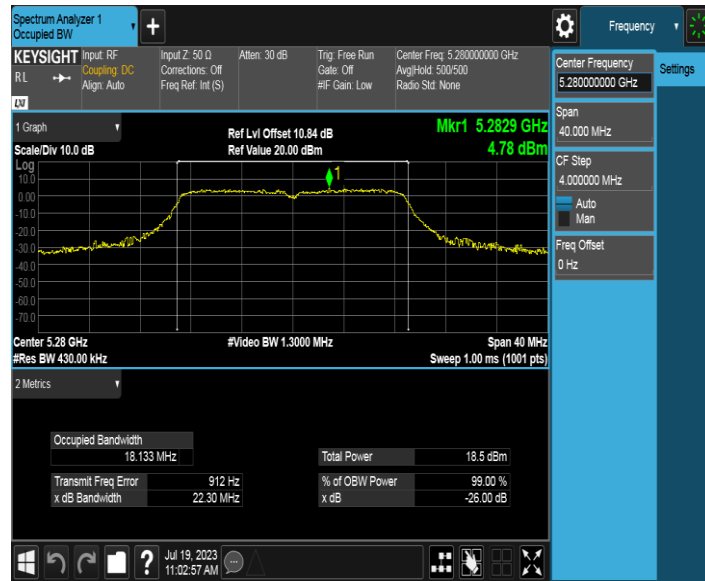 Spectrum Analyzer 1
Occupied BW
+
Frequency
KEYSIGHT
RL
LXI
Input: RF
Coupling: DC
Align: Auto
Input Z: 50 Ω
Corrections: Off
Freq Ref: Int (S)
Atten: 30 dB
Trig: Free Run
Gate: Off
#IF Gain: Low
Center Freq: 5.280000000 GHz
Avg|Hold: 500/500
Radio Std: None
Center Frequency
5.280000000 GHz
Settings
Span
40.000 MHz
CF Step
4.000000 MHz
Auto
Man
Freq Offset
0 Hz
1 Graph
Scale/Div 10.0 dB
Ref Lvl Offset 10.84 dB
Ref Value 20.00 dBm
Mkr1 5.2829 GHz
4.78 dBm
Log
10.0
0.00
-10.0
-20.0
-30.0
-40.0
-50.0
-60.0
-70.0
1
Center 5.28 GHz
#Res BW 430.00 kHz
#Video BW 1.3000 MHz
Span 40 MHz
Sweep 1.00 ms (1001 pts)
2 Metrics
Occupied Bandwidth
18.133 MHz
Total Power 18.5 dBm
Transmit Freq Error 912 Hz
% of OBW Power 99.00 %
x dB Bandwidth 22.30 MHz
x dB -26.00 dB
?
Jul 19, 2023
11:02:57 AM